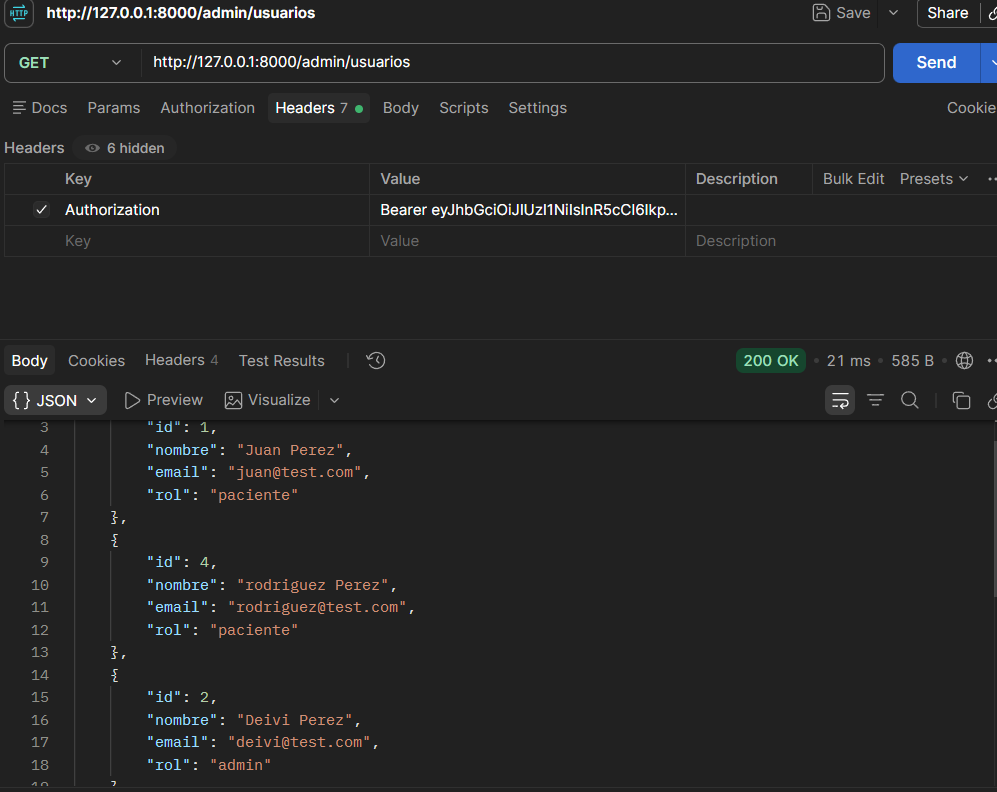 HTTP http://127.0.0.1:8000/admin/usuarios Save Share
GET http://127.0.0.1:8000/admin/usuarios Send
Docs Params Authorization Headers 7 Body Scripts Settings Cookie
Headers 6 hidden
Key Value Description Bulk Edit Presets
Authorization Bearer eyJhbGciOiJIUzI1NiIsInR5cCI6Ikp...
Key Value Description
Body Cookies Headers 4 Test Results 200 OK 21 ms 585 B
{} JSON Preview Visualize
3 "id": 1,
4 "nombre": "Juan Perez",
5 "email": "juan@test.com",
6 "rol": "paciente"
7 },
8 {
9 "id": 4,
10 "nombre": "rodriguez Perez",
11 "email": "rodriguez@test.com",
12 "rol": "paciente"
13 },
14 {
15 "id": 2,
16 "nombre": "Deivi Perez",
17 "email": "deivi@test.com",
18 "rol": "admin"